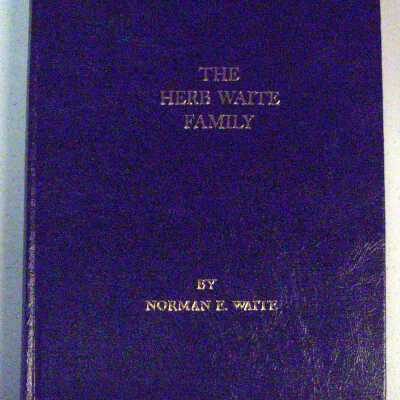 THE
HERB WAITE
FAMILY
BY
NORMAN E. WAITE